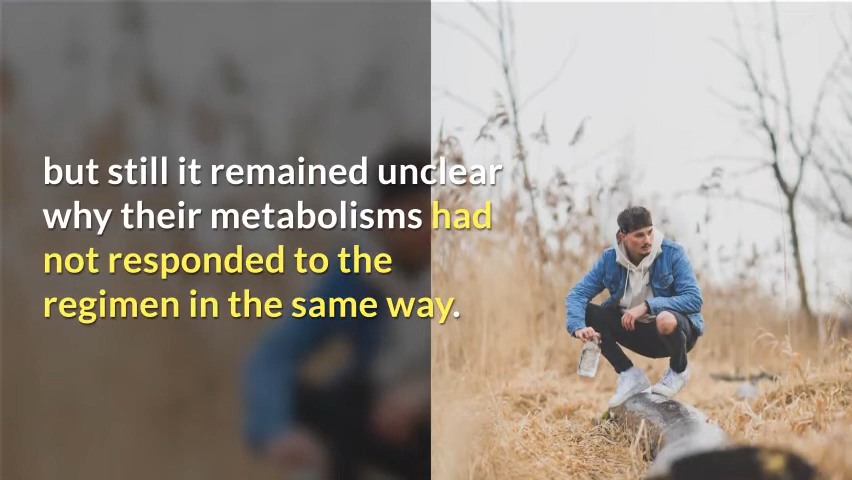 but still it remained unclear
why their metabolisms had
not responded to the
regimen in the same way.